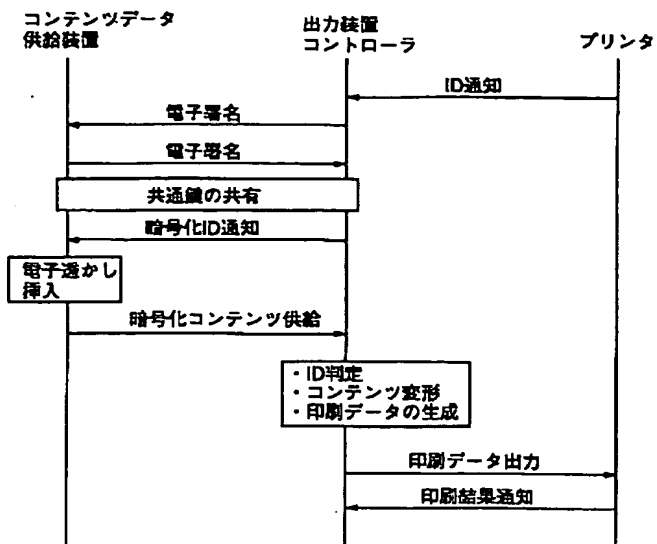 コンテンツデータ
供給装置
出力装置
コントローラ
プリンタ
ID通知
電子署名
電子署名
共通鍵の共有
暗号化ID通知
電子透かし
挿入
暗号化コンテンツ供給
・ID判定
・コンテンツ変形
・印刷データの生成
印刷データ出力
印刷結果通知